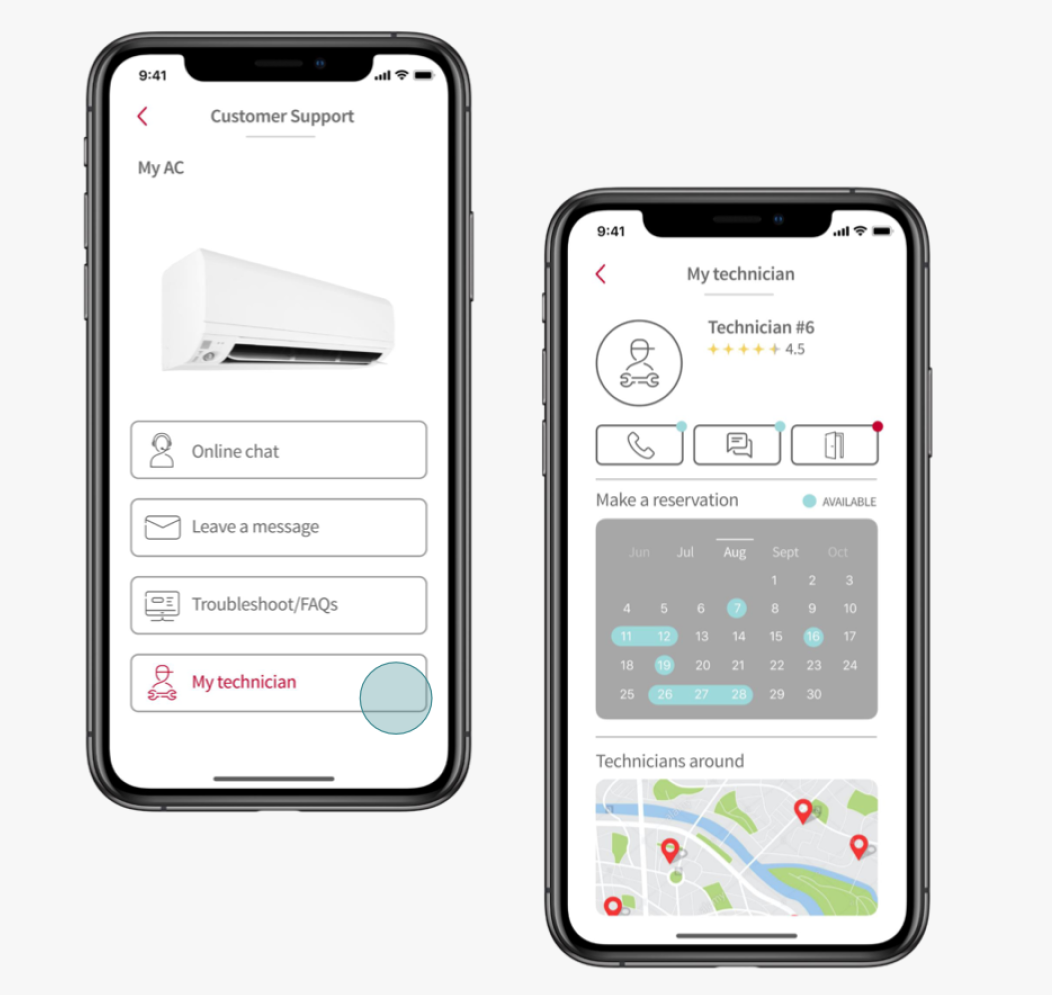 9:41
Customer Support
My AC
Online chat
Leave a message
Troubleshoot/FAQs
My technician
9:41
My technician
Technician #6
4.5
Make a reservation
AVAILABLE
Jun Jul Aug Sept Oct
1 2 3
4 5 6 7 8 9 10
11 12 13 14 15 16 17
18 19 20 21 22 23 24
25 26 27 28 29 30
Technicians around